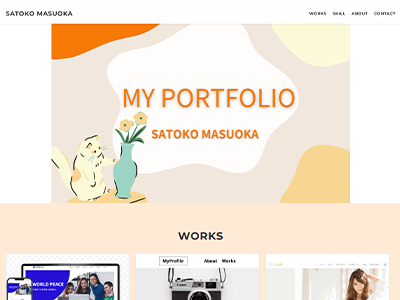 SATOKO MASUOKA
WORKS SKILL ABOUT CONTACT
MY PORTFOLIO
SATOKO MASUOKA
WORKS
WORLD PEACE
MyProfile About Works